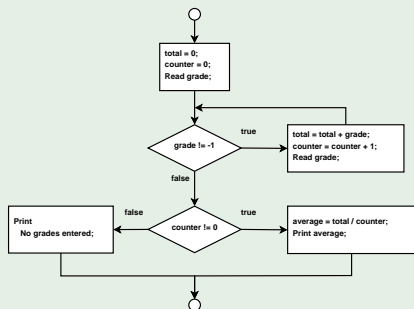 total = 0;
counter = 0;
Read grade;
grade != -1
true
total = total + grade;
counter = counter + 1;
Read grade;
false
counter != 0
false
Print
No grades entered;
true
average = total / counter;
Print average;